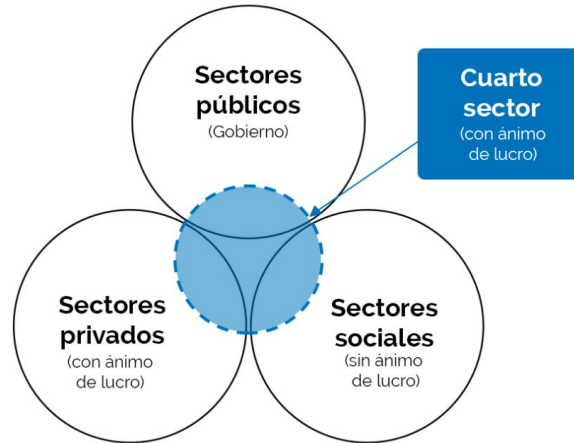 Sectores
públicos
(Gobierno)
Cuarto
sector
(con ánimo
de lucro)
Sectores
privados
(con ánimo
de lucro)
Sectores
sociales
(sin ánimo
de lucro)